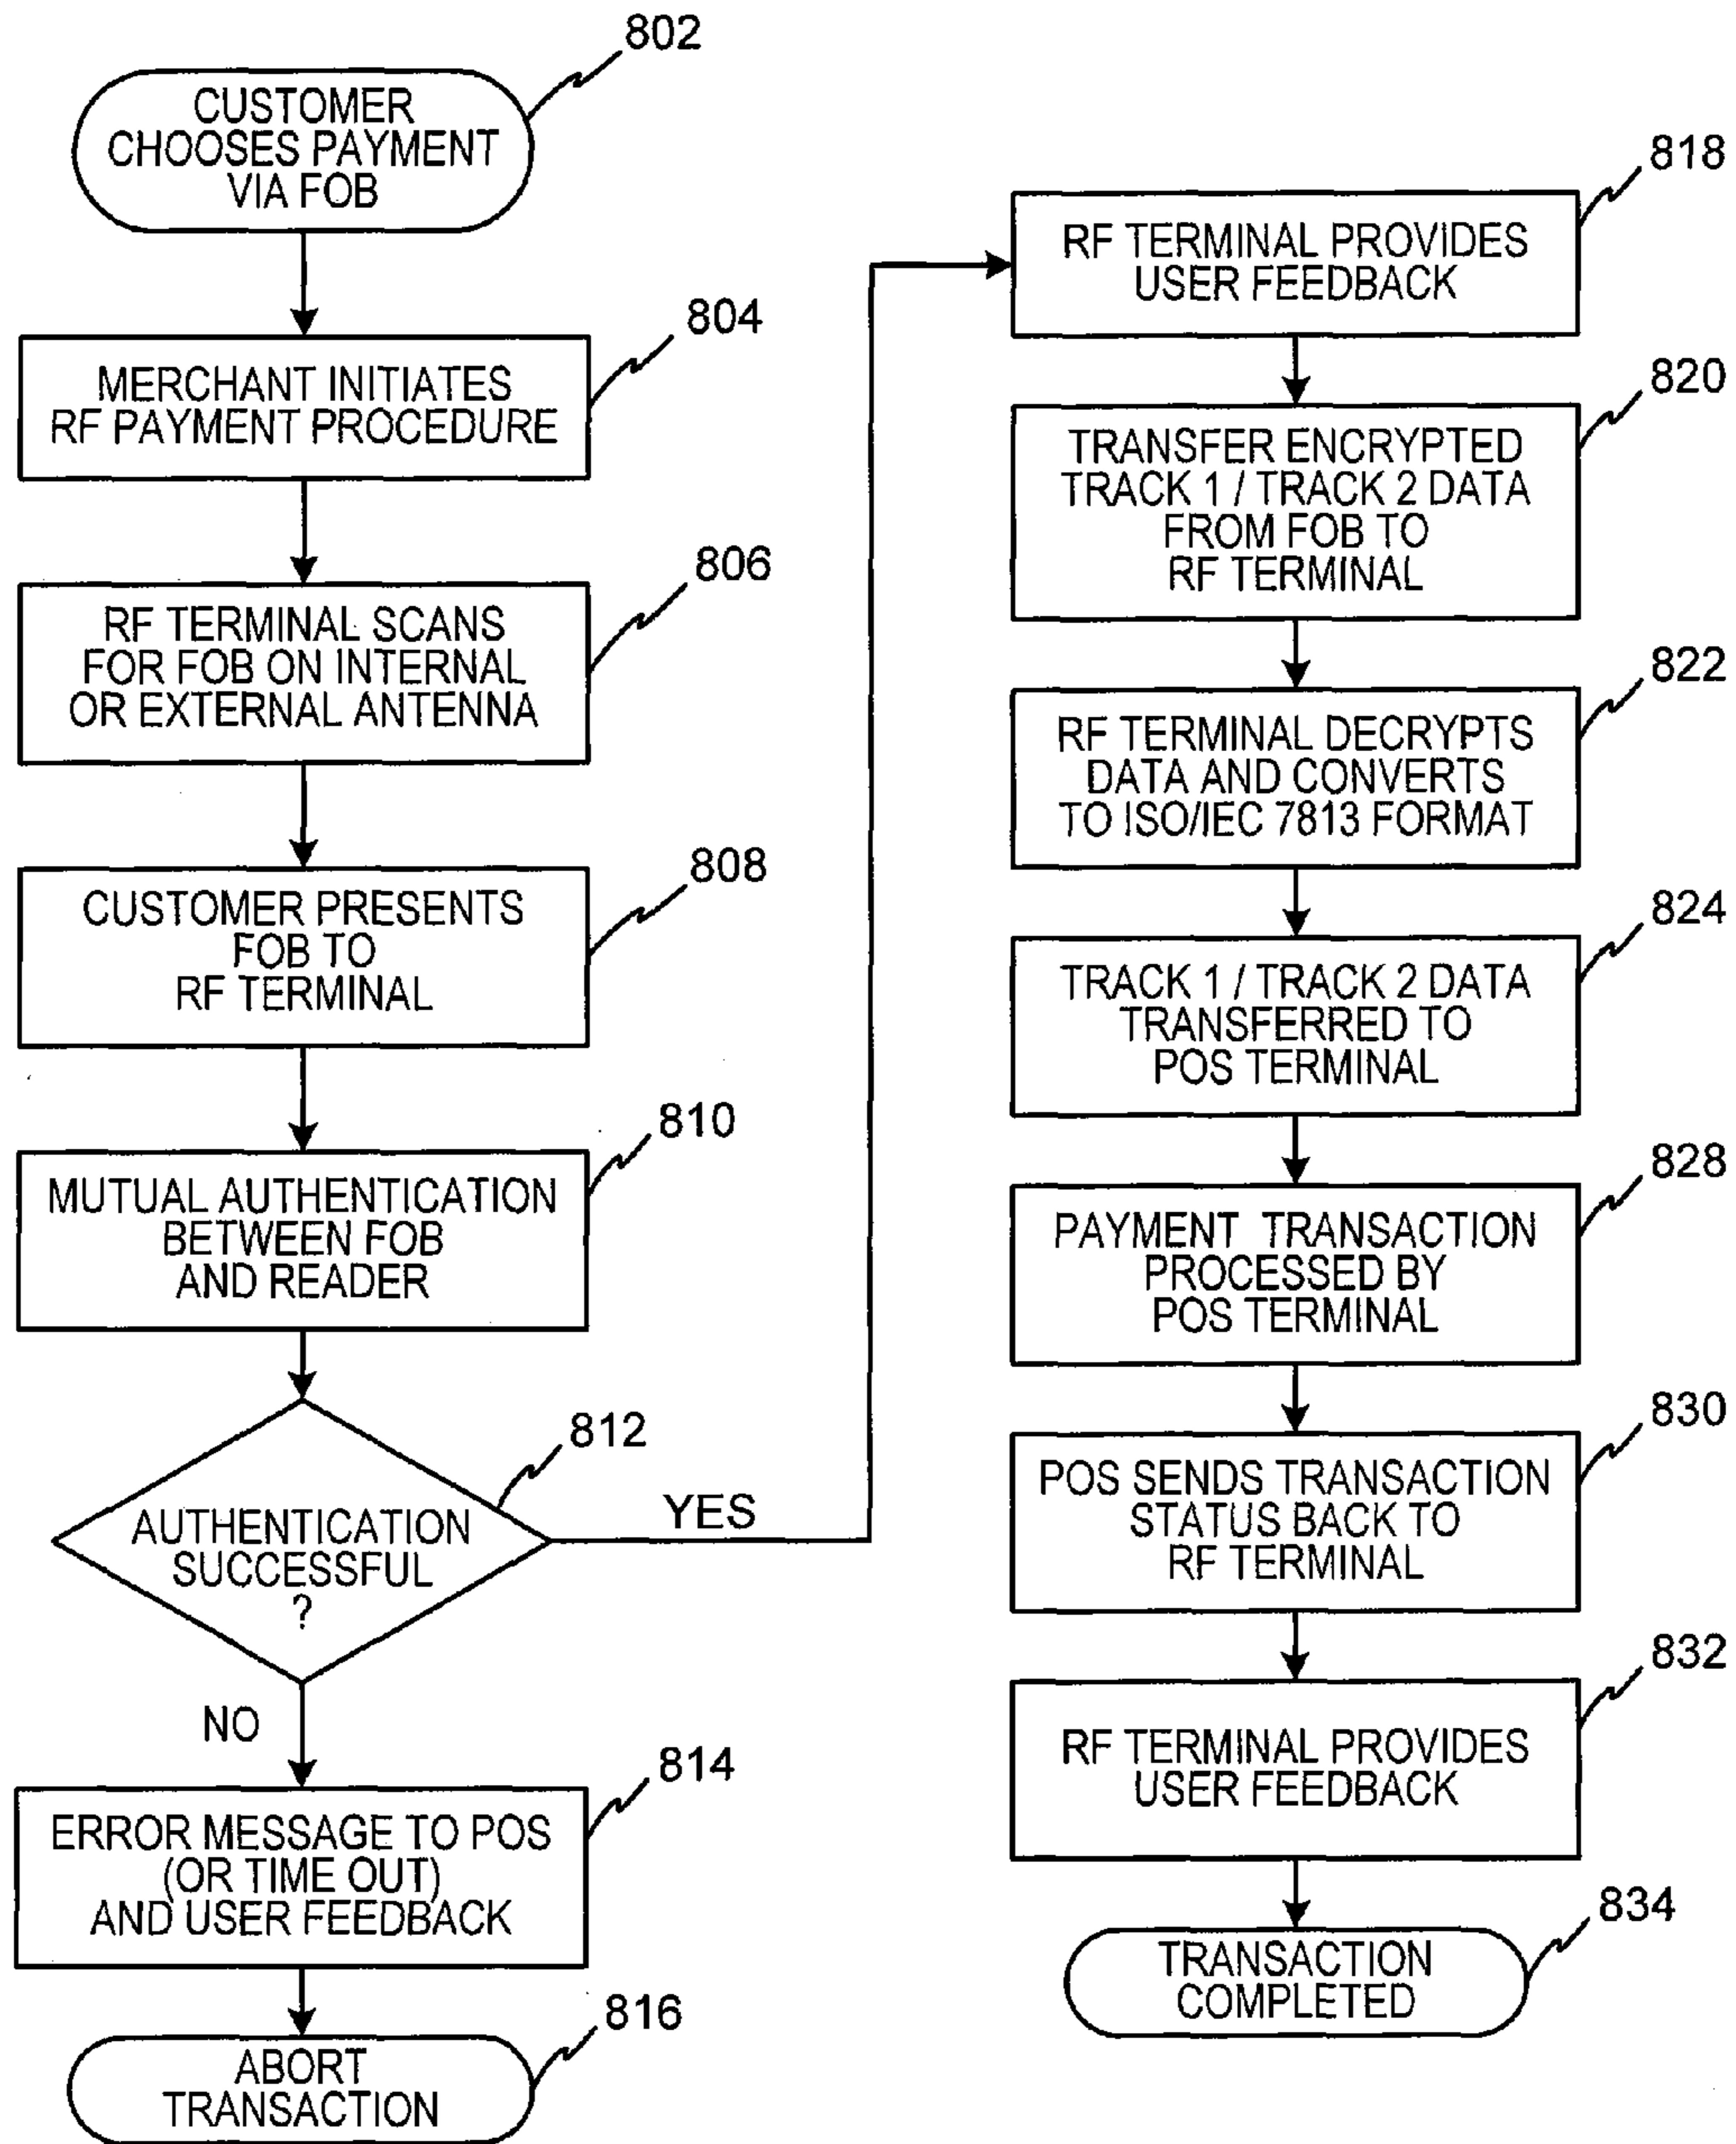 802
CUSTOMER
CHOOSES PAYMENT
VIA FOB
804
MERCHANT INITIATES
RF PAYMENT PROCEDURE
806
RF TERMINAL SCANS
FOR FOB ON INTERNAL
OR EXTERNAL ANTENNA
808
CUSTOMER PRESENTS
FOB TO
RF TERMINAL
810
MUTUAL AUTHENTICATION
BETWEEN FOB
AND READER
812
AUTHENTICATION
SUCCESSFUL
?
YES
NO
814
ERROR MESSAGE TO POS
(OR TIME OUT)
AND USER FEEDBACK
816
ABORT
TRANSACTION
818
RF TERMINAL PROVIDES
USER FEEDBACK
820
TRANSFER ENCRYPTED
TRACK 1 / TRACK 2 DATA
FROM FOB TO
RF TERMINAL
822
RF TERMINAL DECRYPTS
DATA AND CONVERTS
TO ISO/IEC 7813 FORMAT
824
TRACK 1 / TRACK 2 DATA
TRANSFERRED TO
POS TERMINAL
828
PAYMENT TRANSACTION
PROCESSED BY
POS TERMINAL
830
POS SENDS TRANSACTION
STATUS BACK TO
RF TERMINAL
832
RF TERMINAL PROVIDES
USER FEEDBACK
834
TRANSACTION
COMPLETED